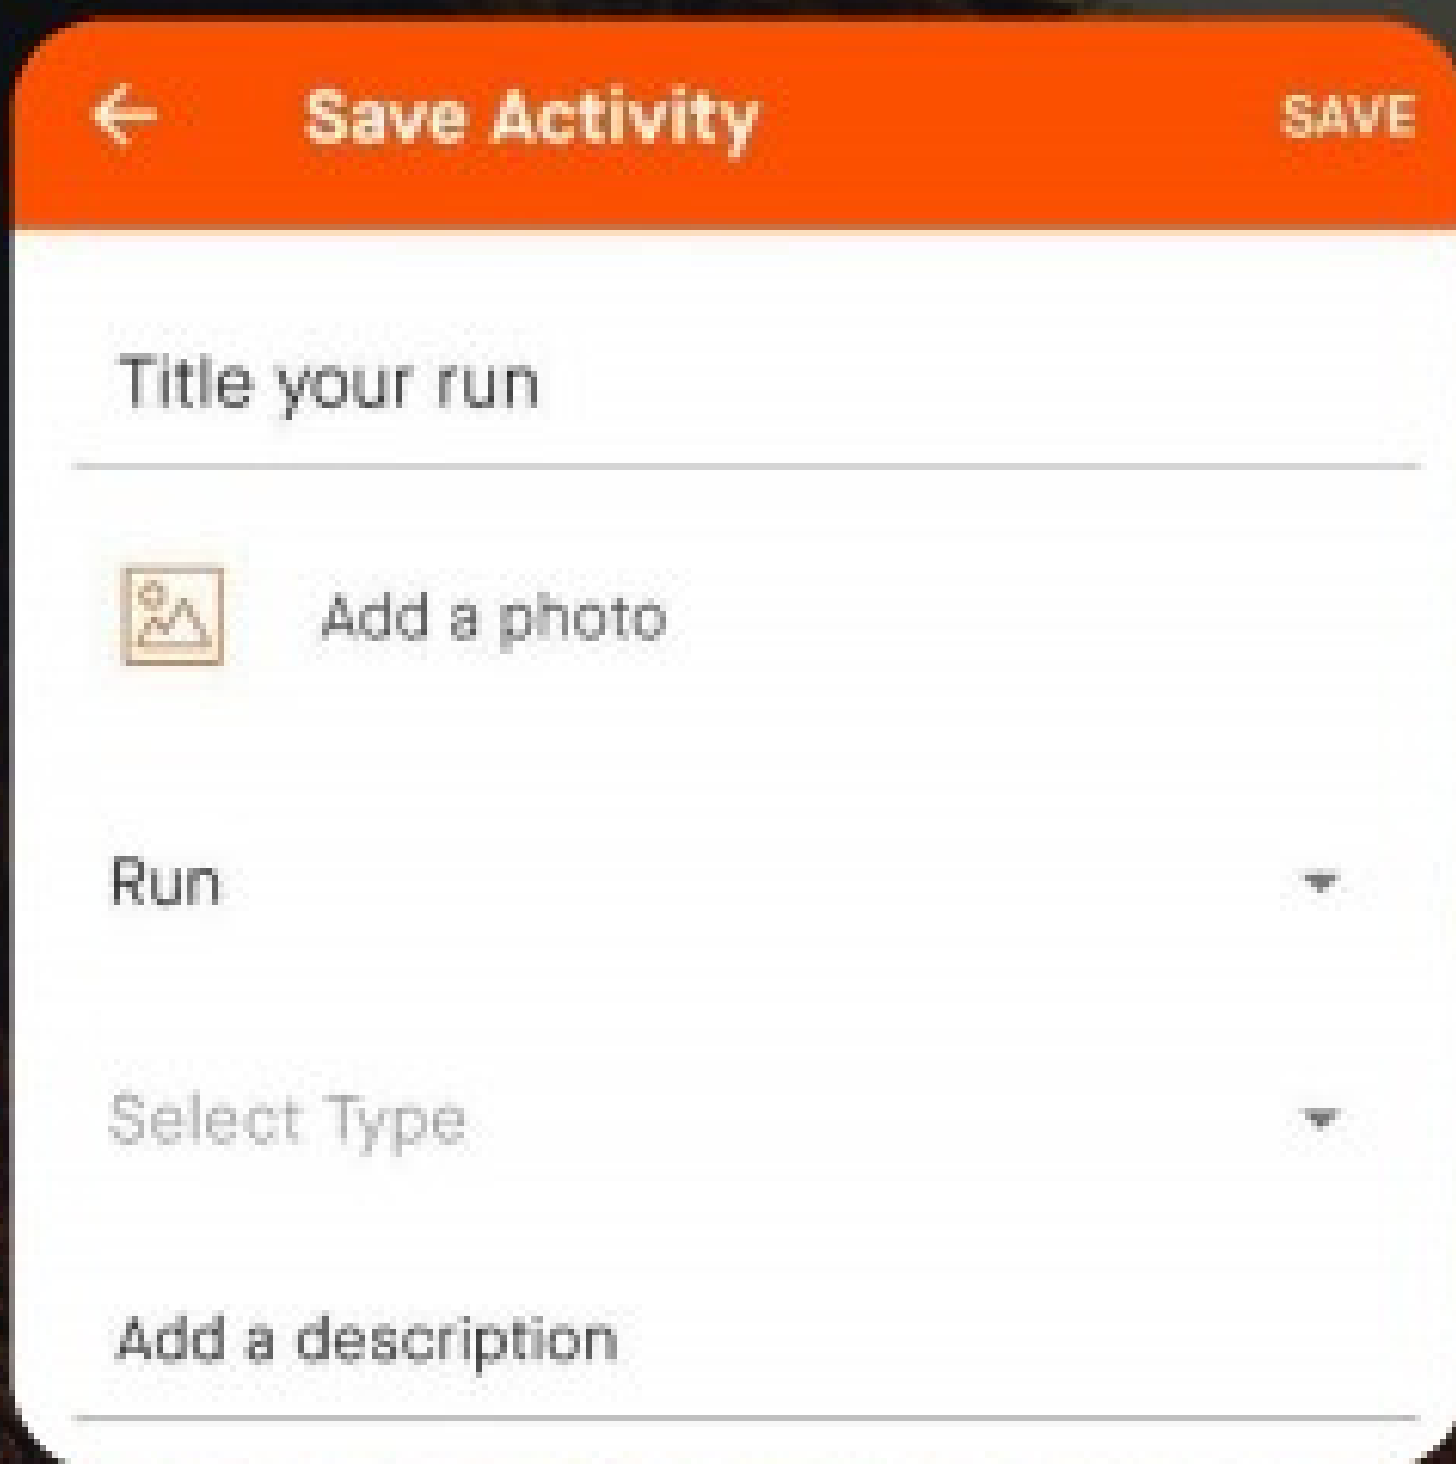 Save Activity SAVE
Title your run
Add a photo
Run
Select Type
Add a description